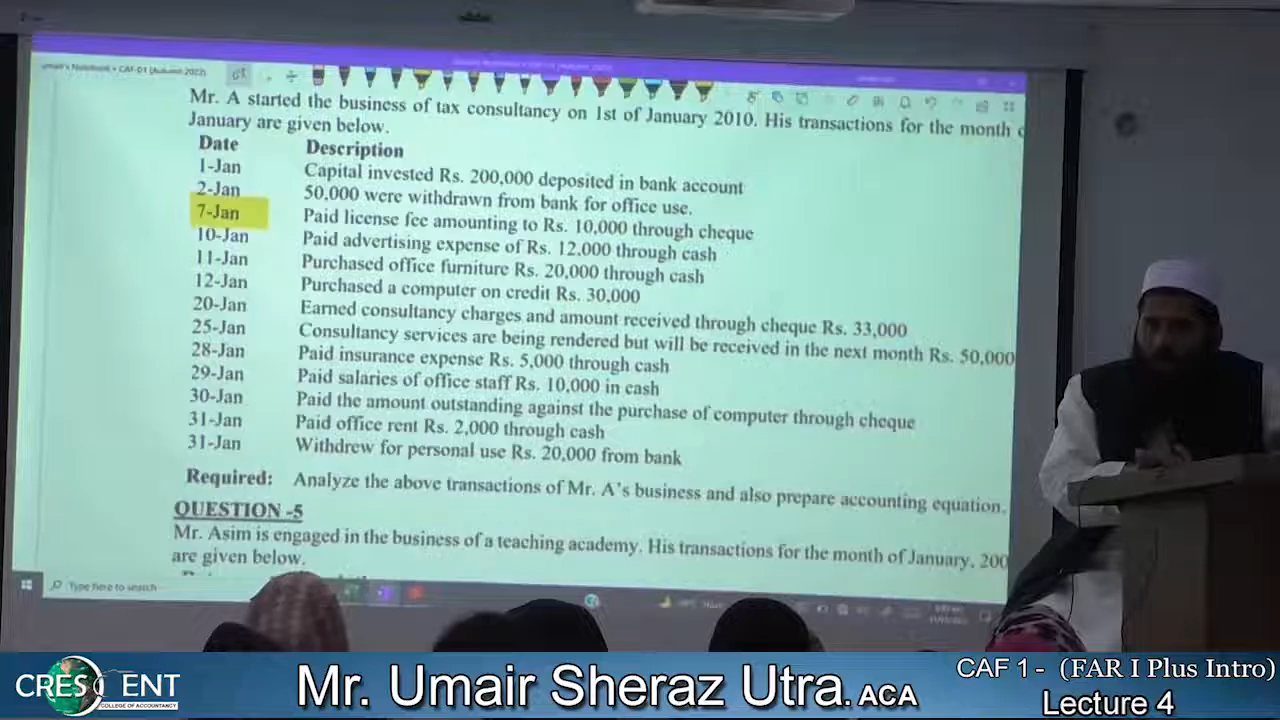 Mr. A started the business of tax consultancy on 1st of January 2010. His transactions for the month
January are given below.
Date Description
1-Jan Capital invested Rs. 200,000 deposited in bank account
2-Jan 50,000 were withdrawn from bank for office use.
7-Jan Paid license fee amounting to Rs. 10,000 through cheque
10-Jan Paid advertising expense of Rs. 12,000 through cash
11-Jan Purchased office furniture Rs. 20,000 through cash
12-Jan Purchased a computer on credit Rs. 30,000
20-Jan Earned consultancy charges and amount received through cheque Rs. 33,000
25-Jan Consultancy services are being rendered but will be received in the next month Rs. 50,000
28-Jan Paid insurance expense Rs. 5,000 through cash
29-Jan Paid salaries of office staff Rs. 10,000 in cash
30-Jan Paid the amount outstanding against the purchase of computer through cheque
31-Jan Paid office rent Rs. 2,000 through cash
31-Jan Withdrew for personal use Rs. 20,000 from bank
Required: Analyze the above transactions of Mr. A's business and also prepare accounting equation.
QUESTION -5
Mr. Asim is engaged in the business of a teaching academy. His transactions for the month of January, 200
are given below.
Type here to search
CRESCENT
COLLEGE OF ACCOUNTANCY
Mr. Umair Sheraz Utra. ACA
CAF 1 - (FAR I Plus Intro)
Lecture 4